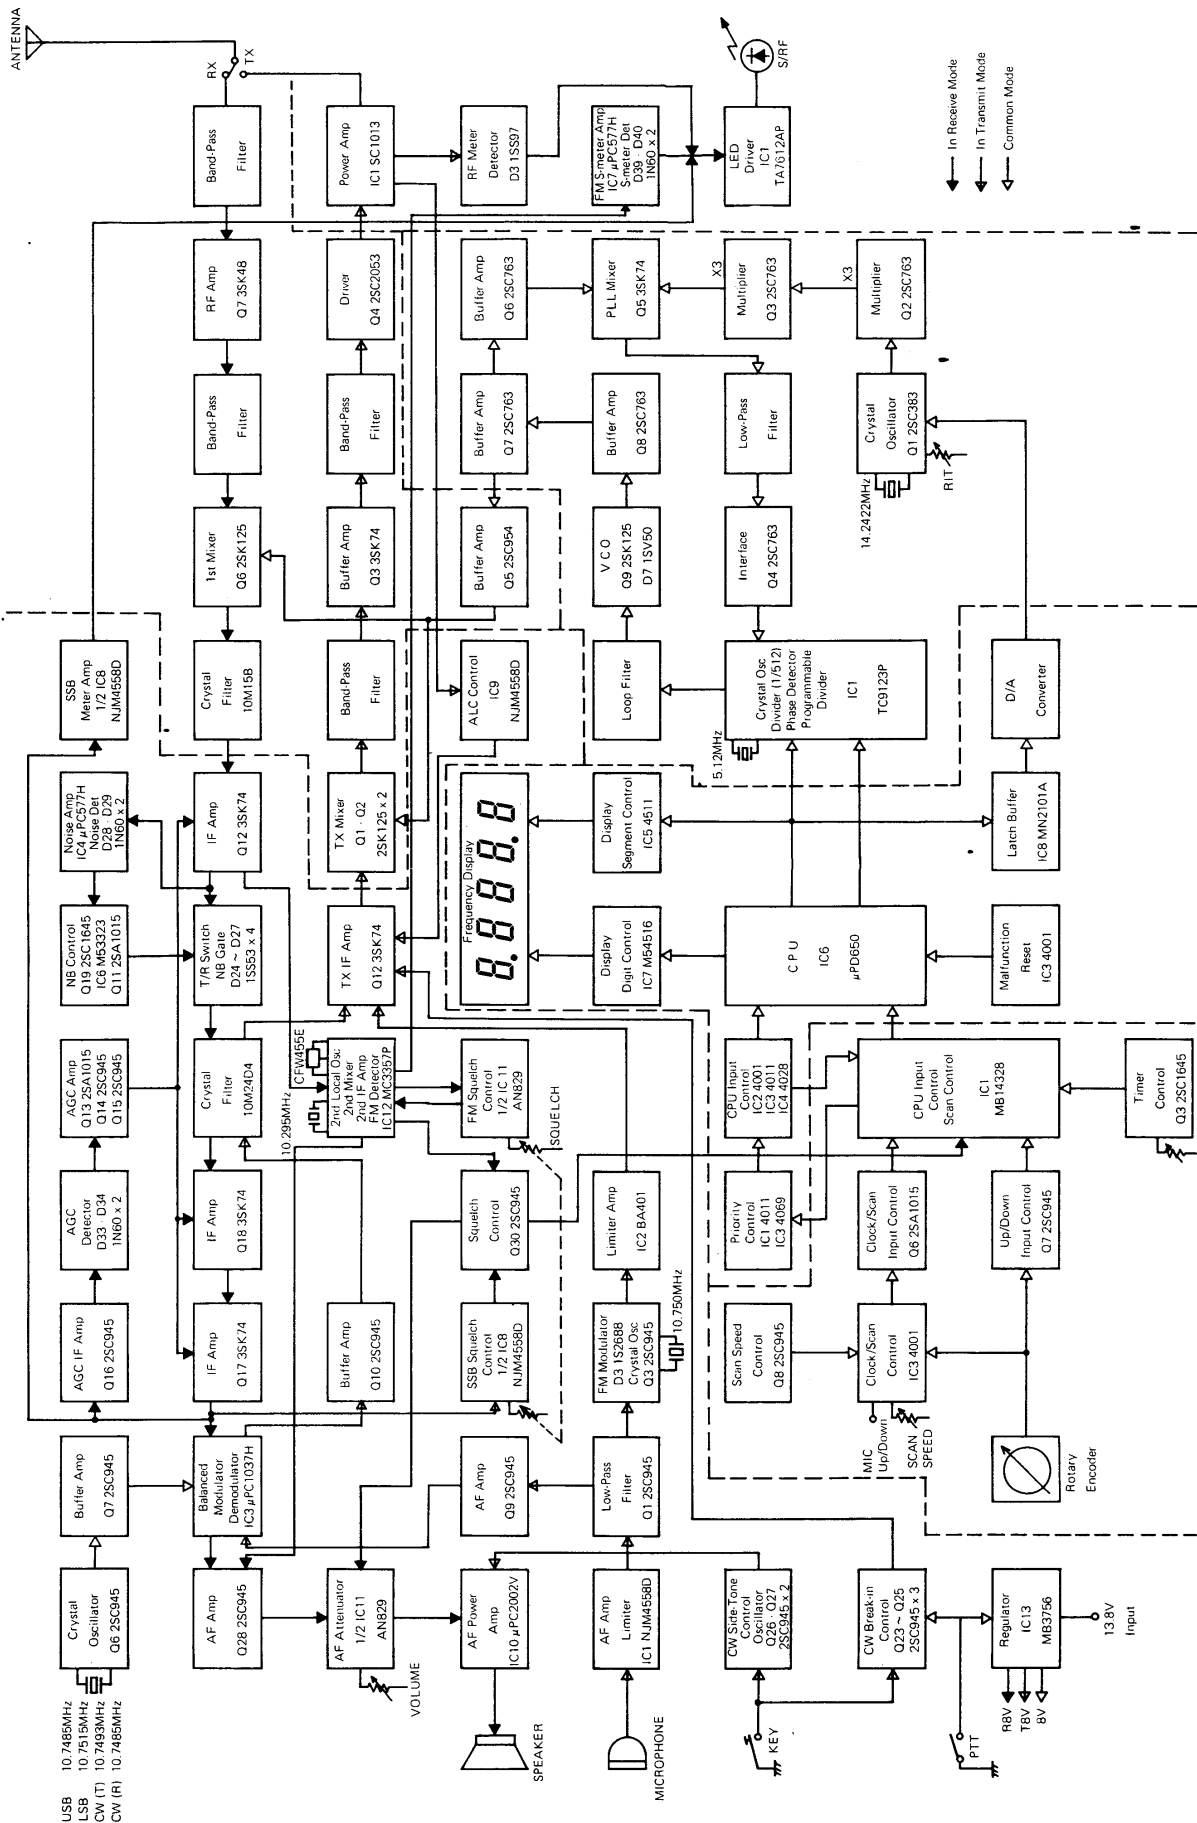 USB 10.7485MHz
LSB 10.7515MHz
CW (T) 10.7493MHz
CW (R) 10.7485MHz
Crystal
Oscillator
Q6 2SC945
Buffer Amp
Q7 2SC945
AGC IF Amp
Q16 2SC945
AGC
Detector
D33 · D34
1N60 x 2
AGC Amp
Q13 2SA1015
Q14 2SC945
Q15 2SC945
NB Control
Q19 2SC1645
IC6 M53323
Q11 2SA1015
Noise Amp
IC4 µPC577H
Noise Det
D28 · D29
1N60 x 2
SSB
Meter Amp
1/2 IC8
NJM4558D
AF Amp
Q28 2SC945
Balanced
Modulator
Demodulator
IC3 µPC1037H
IF Amp
Q17 3SK74
IF Amp
Q18 3SK74
Crystal
Filter
10M24D4
T/R Switch
NB Gate
D24 ~ D27
1SS53 x 4
IF Amp
Q12 3SK74
Crystal
Filter
10M15B
1st Mixer
Q6 2SK125
Band-Pass
Filter
RF Amp
Q7 3SK48
Band-Pass
Filter
RX
TX
ANTENNA
AF Attenuator
1/2 IC11
AN829
VOLUME
Buffer Amp
Q10 2SC945
10.295MHz
CFW455E
2nd Local Osc
2nd Mixer
2nd IF Amp
FM Detector
IC12 MC3357P
TX IF Amp
Q12 3SK74
TX Mixer
Q1 · Q2
2SK125 x 2
Band-Pass
Filter
Buffer Amp
Q3 3SK74
Band-Pass
Filter
Driver
Q4 2SC2053
Power Amp
IC1 SC1013
SPEAKER
AF Power
Amp
IC10 µPC2002V
AF Amp
Q9 2SC945
SSB Squelch
Control
1/2 IC8
NJM4558D
Squelch
Control
Q30 2SC945
FM Squelch
Control
1/2 IC 11
AN829
SQUELCH
Frequency Display
8.888.8
ALC Control
IC9
NJM4558D
Buffer Amp
Q5 2SC954
Buffer Amp
Q7 2SC763
Buffer Amp
Q6 2SC763
RF Meter
Detector
D3 1SS97
MICROPHONE
AF Amp
Limiter
IC1 NJM4558D
Low-Pass
Filter
Q1 2SC945
FM Modulator
D3 1S2688
Crystal Osc
Q3 2SC945
10.750MHz
Limiter Amp
IC2 BA401
Display
Digit Control
IC7 M54516
Display
Segment Control
IC5 4511
Loop Filter
V C O
Q9 2SK125
D7 1SV50
Buffer Amp
Q8 2SC763
PLL Mixer
Q5 3SK74
FM S-meter Amp
IC7 µPC577H
S-meter Det
D39 · D40
1N60 x 2
KEY
CW Side-Tone
Control
Oscillator
Q26 · Q27
2SC945 x 2
Scan Speed
Control
Q8 2SC945
Priority
Control
IC1 4011
IC3 4069
CPU Input
Control
IC2 4001
IC3 4011
IC4 4028
C P U
IC6
µPD650
5.12MHz
Crystal Osc
Divider (1/512)
Phase Detector
Programmable
Divider
IC1
TC9123P
Interface
Q4 2SC763
Low-Pass
Filter
X3
Multiplier
Q3 2SC763
LED
Driver
IC1
TA7612AP
S/RF
CW Break-in
Control
Q23 ~ Q25
2SC945 x 3
MIC
Up/Down
SCAN
SPEED
Clock/Scan
Control
IC3 4001
Clock/Scan
Input Control
Q6 2SA1015
CPU Input
Control
Scan Control
IC1
MB14328
14.2422MHz
Crystal
Oscillator
Q1 2SC383
RIT
X3
Multiplier
Q2 2SC763
PTT
R8V
T8V
8V
Regulator
IC13
MB3756
13.8V
Input
Rotary
Encoder
Up/Down
Input Control
Q7 2SC945
Timer
Control
Q3 2SC1645
Malfunction
Reset
IC3 4001
Latch Buffer
IC8 MN2101A
D/A
Converter
In Receive Mode
In Transmit Mode
Common Mode